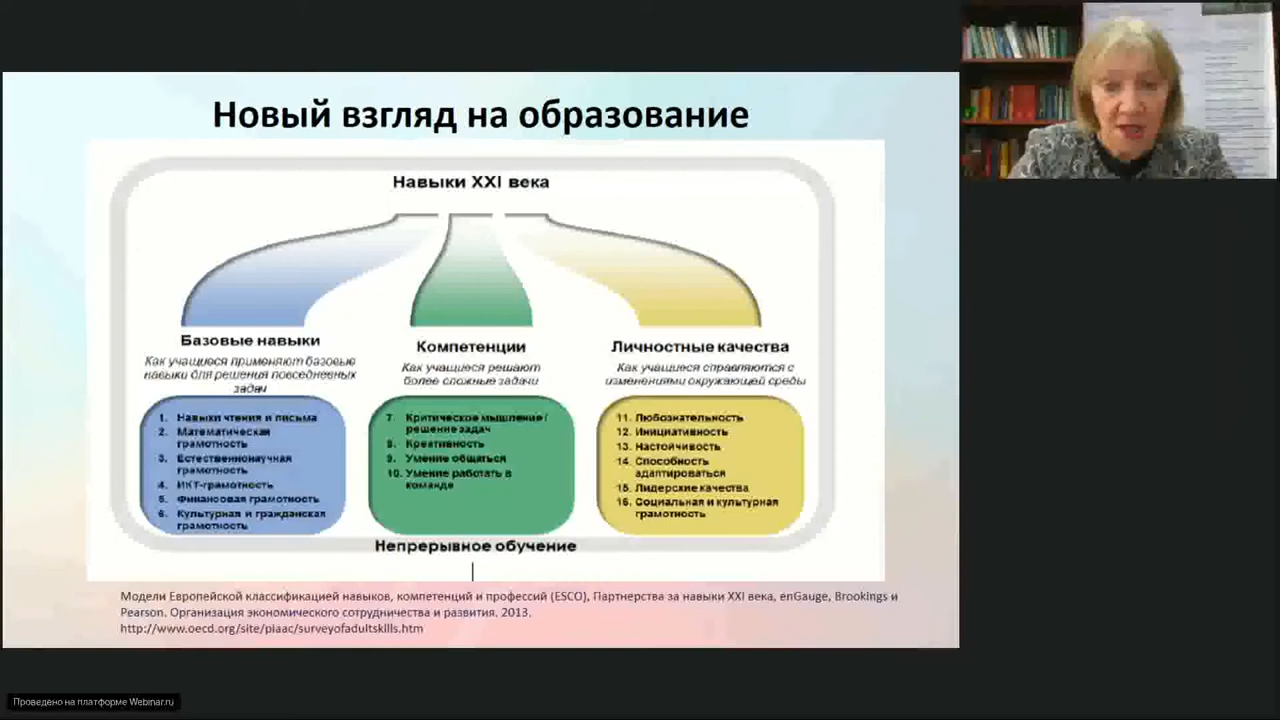 Новый взгляд на образование
Навыки XXI века
Базовые навыки
Как учащиеся применяют базовые
навыки для решения повседневных
задач
1. Навыки чтения и письма
2. Математическая
грамотность
3. Естественнонаучная
грамотность
4. ИКТ-грамотность
5. Финансовая грамотность
6. Культурная и гражданская
грамотность
Компетенции
Как учащиеся решают
более сложные задачи
7. Критическое мышление /
решение задач
8. Креативность
9. Умение общаться
10. Умение работать в
команде
Личностные качества
Как учащиеся справляются с
изменениями окружающей среды
11. Любознательность
12. Инициативность
13. Настойчивость
14. Способность
адаптироваться
15. Лидерские качества
16. Социальная и культурная
грамотность
Непрерывное обучение
Модели Европейской классификацией навыков, компетенций и профессий (ESCO), Партнерства за навыки XXI века, enGauge, Brookings и
Pearson. Организация экономического сотрудничества и развития. 2013.
http://www.oecd.org/site/piaac/surveyofadultskills.htm
Проведено на платформе Webinar.ru